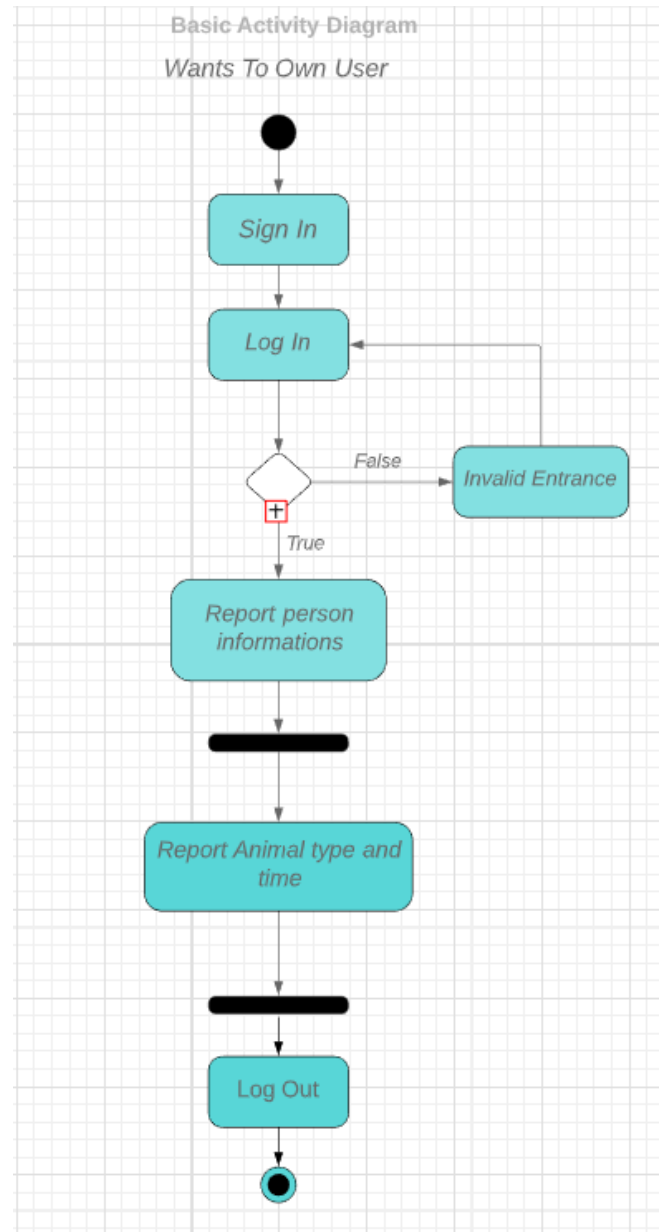 Basic Activity Diagram
Wants To Own User
Sign In
Log In
False
Invalid Entrance
True
Report person
informations
Report Animal type and
time
Log Out